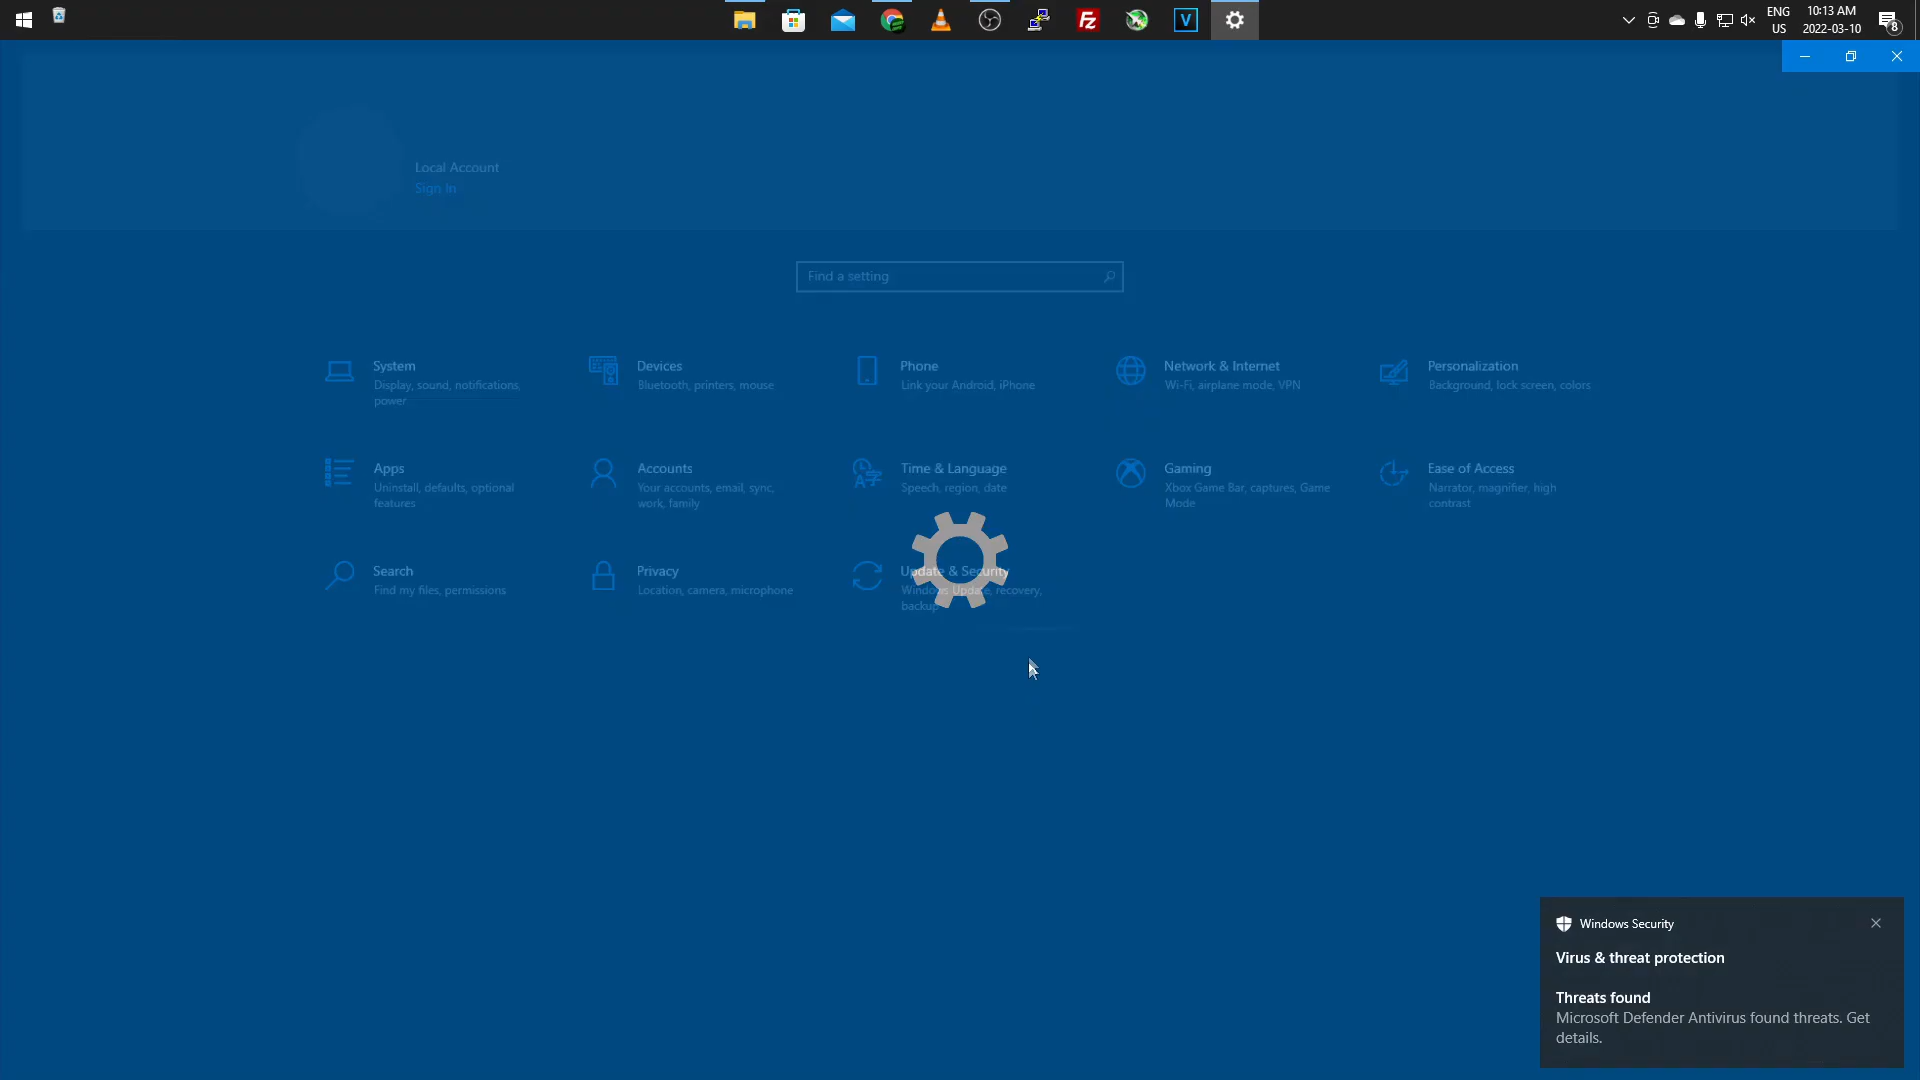 ENG
US
10:13 AM
2022-03-10
8
Fz
V
Local Account
Sign In
Find a setting
System
Display, sound, notifications,
power
Devices
Bluetooth, printers, mouse
Phone
Link your Android, iPhone
Network & Internet
Wi-Fi, airplane mode, VPN
Personalization
Background, lock screen, colors
Apps
Uninstall, defaults, optional
features
Accounts
Your accounts, email, sync,
work, family
Time & Language
Speech, region, date
Gaming
Xbox Game Bar, captures, Game
Mode
Ease of Access
Narrator, magnifier, high
contrast
Search
Find my files, permissions
Privacy
Location, camera, microphone
Update & Security
Windows Update, recovery,
backup
Windows Security
Virus & threat protection
Threats found
Microsoft Defender Antivirus found threats. Get
details.